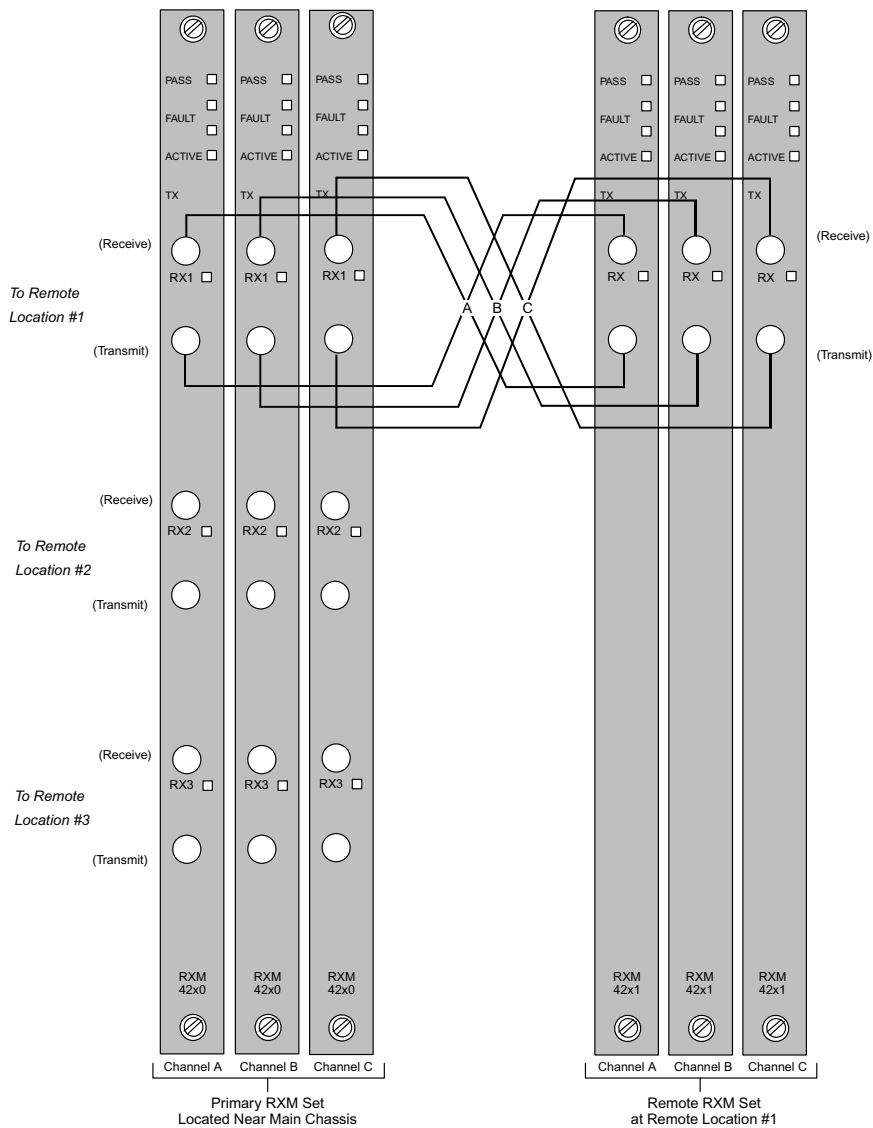 PASS PASS PASS PASS PASS PASS
FAULT FAULT FAULT FAULT FAULT FAULT
ACTIVE ACTIVE ACTIVE ACTIVE ACTIVE ACTIVE
TX TX TX TX TX TX
(Receive) (Receive)
RX1 RX1 RX1 RX RX RX
To Remote
Location #1
A B C
(Transmit) (Transmit)
(Receive)
RX2 RX2 RX2
To Remote
Location #2
(Transmit)
(Receive)
RX3 RX3 RX3
To Remote
Location #3
(Transmit)
RXM RXM RXM RXM RXM RXM
42x0 42x0 42x0 42x1 42x1 42x1
Channel A Channel B Channel C Channel A Channel B Channel C
Primary RXM Set
Located Near Main Chassis
Remote RXM Set
at Remote Location #1